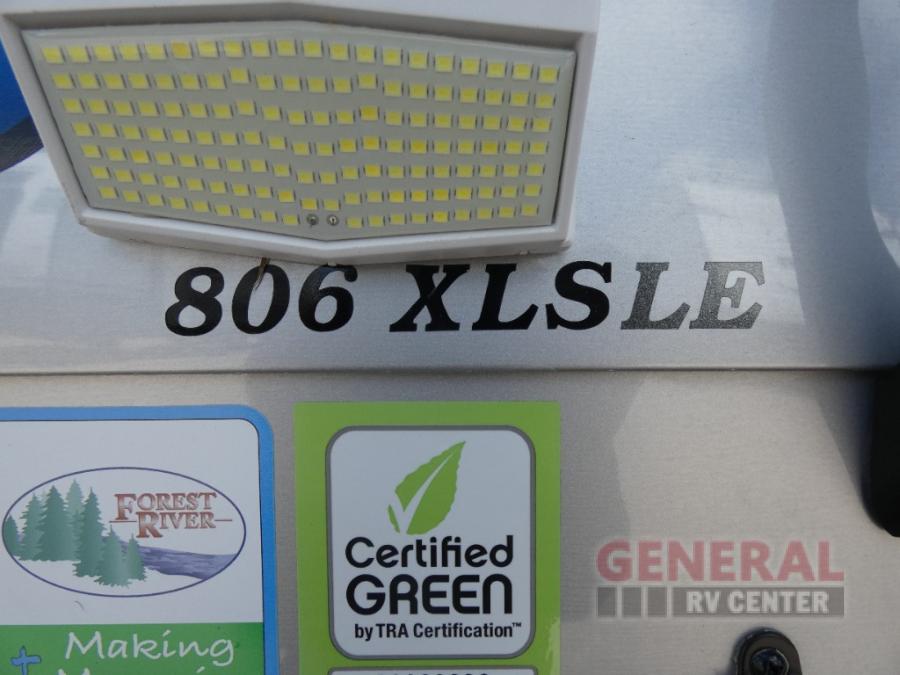 806 XLSLE
FOREST
RIVER
Certified
GREEN
by TRA Certification™
Making
GENERAL
RV CENTER